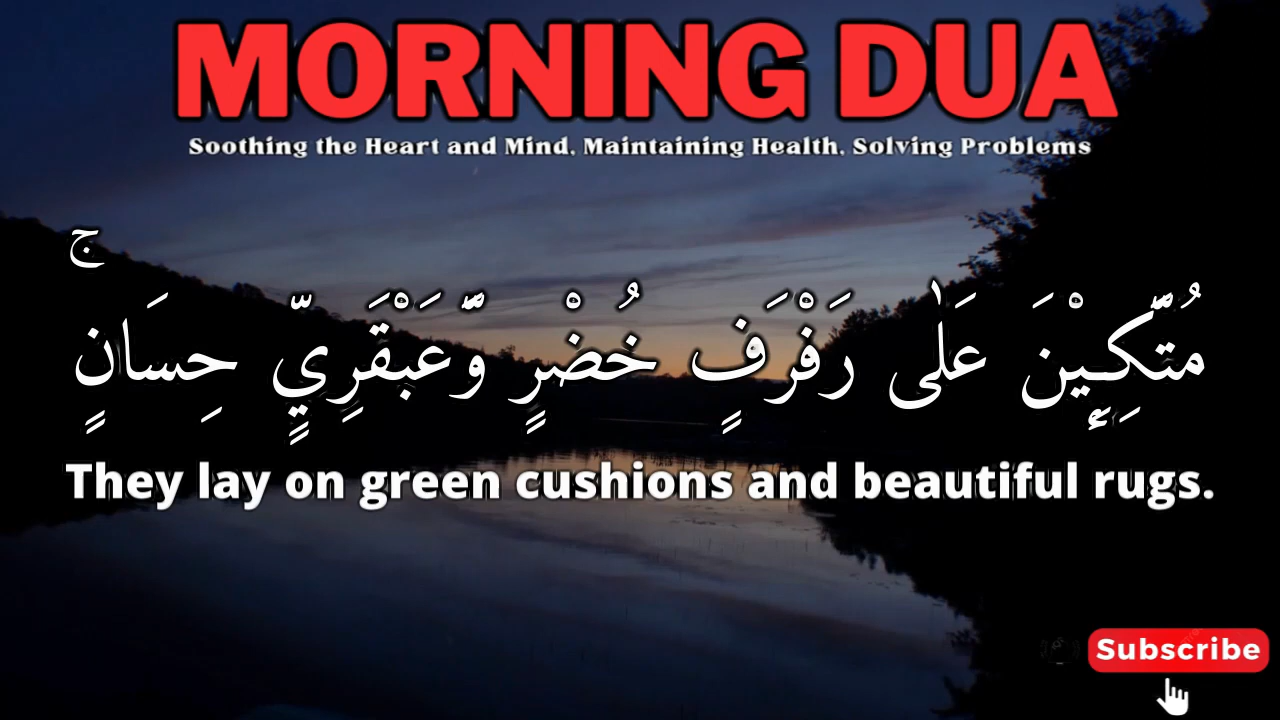 MORNING DUA
Soothing the Heart and Mind, Maintaining Health, Solving Problems
مُتَّكِـِٕيْنَ عَلٰى رَفْرَفٍ خُضْرٍ وَّعَبْقَرِيٍّ حِسَانٍۚ
They lay on green cushions and beautiful rugs.
Subscribe